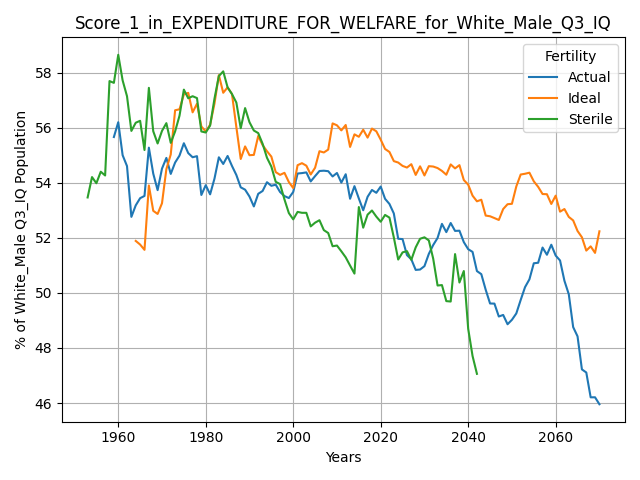 Score_1_in_EXPENDITURE_FOR_WELFARE_for_White_Male_Q3_IQ
Fertility
Actual
Ideal
Sterile
% of White_Male Q3_IQ Population
58
56
54
52
50
48
46
1960
1980
2000
2020
2040
2060
Years